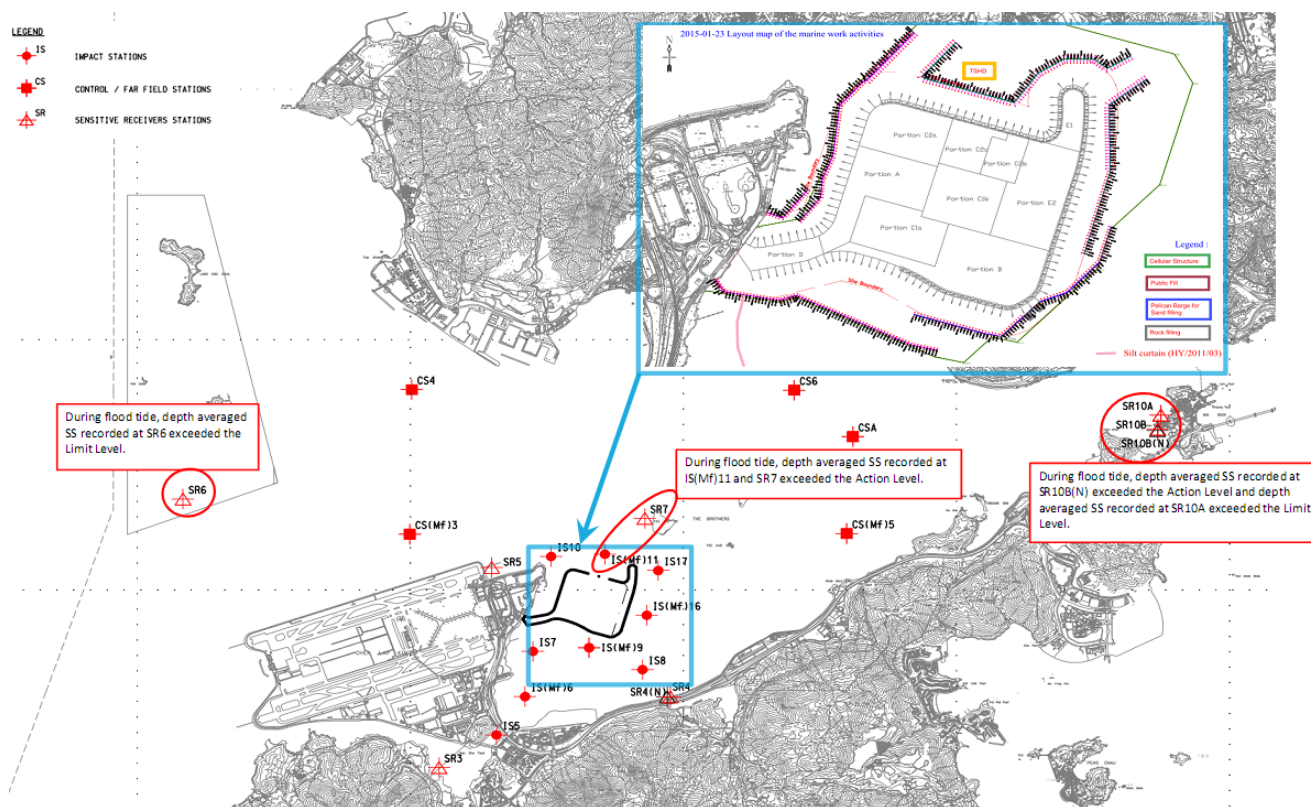 LEGEND
IS
IMPACT STATIONS
CS
CONTROL / FAR FIELD STATIONS
SR
SENSITIVE RECEIVERS STATIONS
2015-01-23 Layout map of the marine work activities
N
TSHD
E1
Portion C2a
Portion C2c
Portion C2b
Portion A
Portion C1b
Portion E2
Portion C1a
Portion D
Portion B
Site Boundary
Site Boundary
Legend :
Cellular Structure
Public Fill
Pelican Barge for
Sand filling
Rock filling
Silt curtain (HY/2011/03)
CS4
CS6
CSA
SR10A
SR10B
SR10B(N)
During flood tide, depth averaged
SS recorded at SR6 exceeded the
Limit Level.
During flood tide, depth averaged SS recorded at
IS(Mf)11 and SR7 exceeded the Action Level.
During flood tide, depth averaged SS recorded at
SR10B(N) exceeded the Action Level and depth
averaged SS recorded at SR10A exceeded the Limit
Level.
SR6
CS(Mf)3
SR7
THE BROTHERS
CS(Mf)5
SR5
IS10
IS(Mf)11
IS17
IS(Mf)16
IS7
IS(Mf)9
IS8
IS(Mf)6
SR4(N)
SR4
IS5
SR3